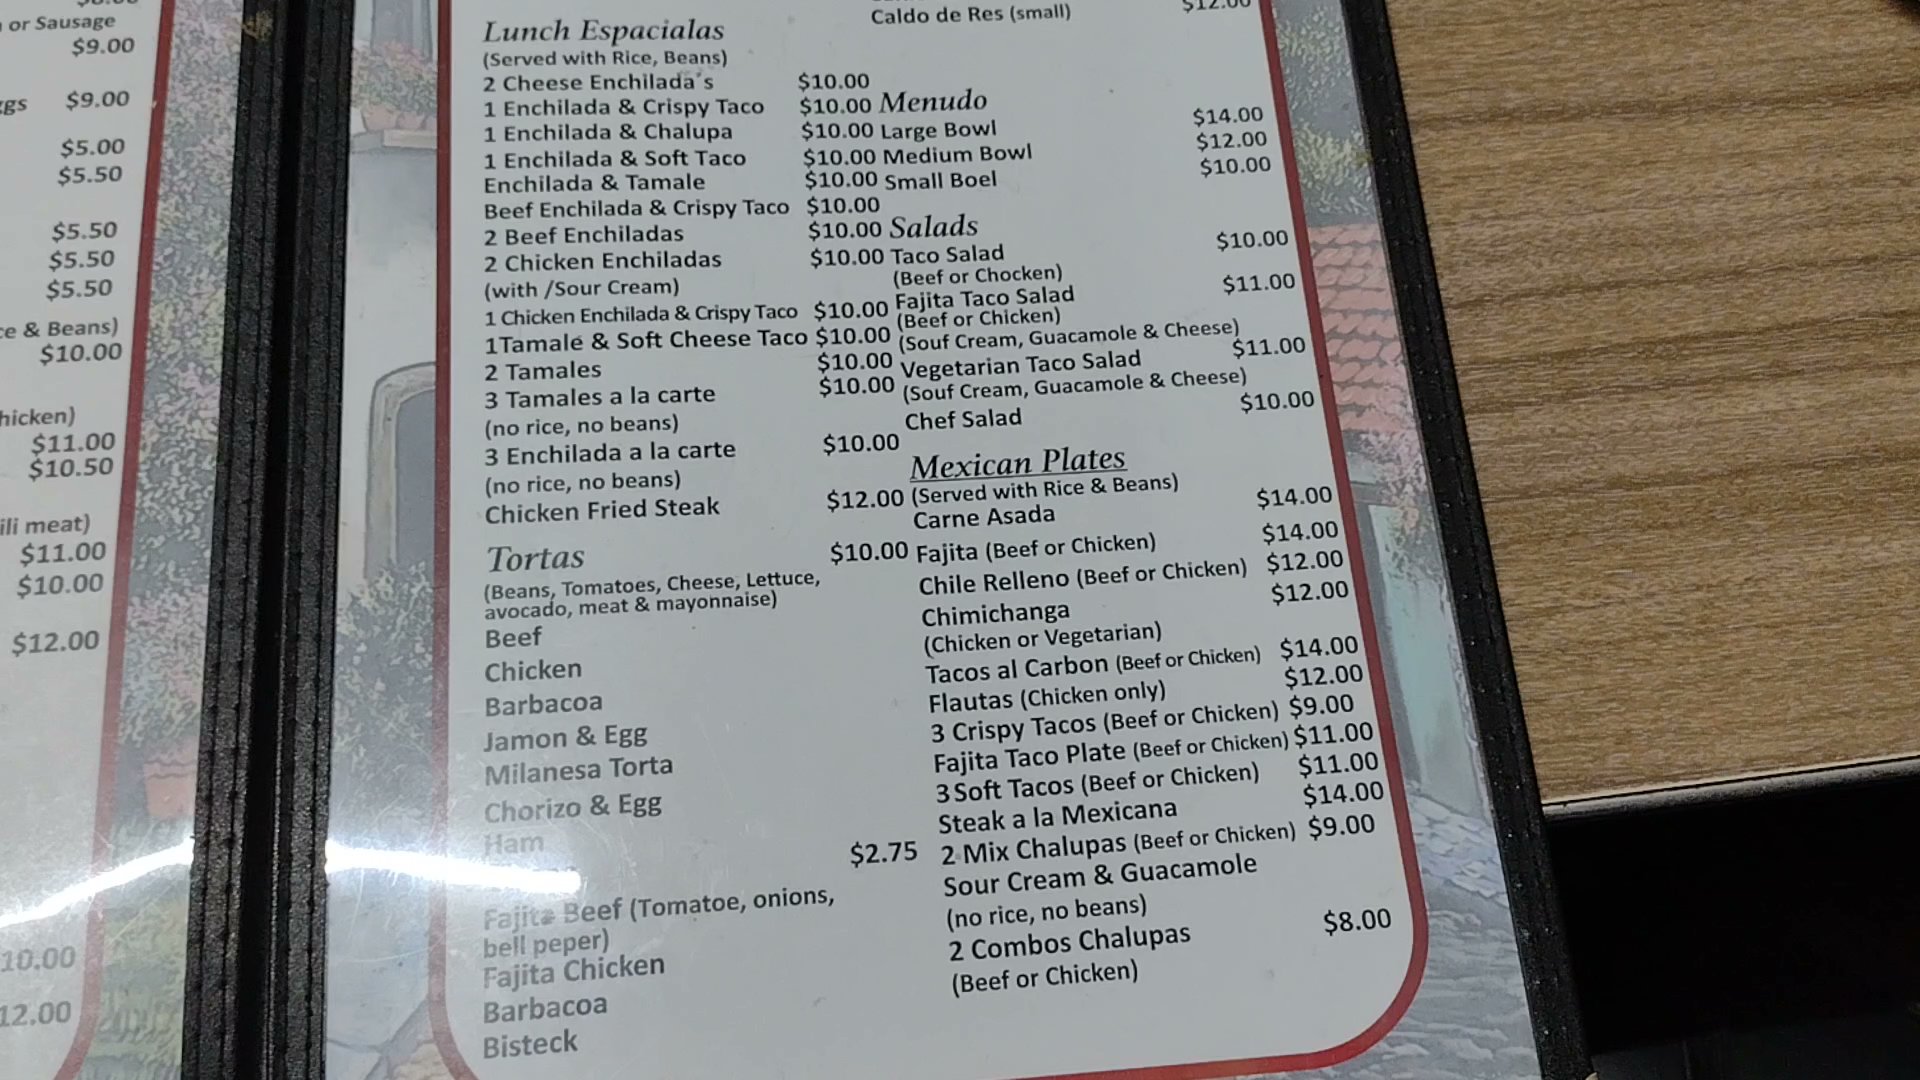 or Sausage
$9.00
ggs $9.00
$5.00
$5.50
$5.50
$5.50
$5.50
& Beans)
$10.00
hicken)
$11.00
$10.50
ili meat)
$11.00
$10.00
$12.00
10.00
12.00
Lunch Espacialas
(Served with Rice, Beans)
2 Cheese Enchilada's $10.00
1 Enchilada & Crispy Taco $10.00
1 Enchilada & Chalupa $10.00
1 Enchilada & Soft Taco $10.00
Enchilada & Tamale $10.00
Beef Enchilada & Crispy Taco $10.00
2 Beef Enchiladas $10.00
2 Chicken Enchiladas $10.00
(with /Sour Cream)
1 Chicken Enchilada & Crispy Taco $10.00
1Tamale & Soft Cheese Taco $10.00
2 Tamales $10.00
3 Tamales a la carte $10.00
(no rice, no beans)
3 Enchilada a la carte $10.00
(no rice, no beans)
Chicken Fried Steak $12.00
Tortas $10.00
(Beans, Tomatoes, Cheese, Lettuce,
avocado, meat & mayonnaise)
Beef
Chicken
Barbacoa
Jamon & Egg
Milanesa Torta
Chorizo & Egg
Ham
$2.75
Fajita Beef (Tomatoe, onions,
bell peper)
Fajita Chicken
Barbacoa
Bisteck
Caldo de Res (small) $12.00
Menudo
Large Bowl $14.00
Medium Bowl $12.00
Small Boel $10.00
Salads
Taco Salad $10.00
(Beef or Chocken)
Fajita Taco Salad $11.00
(Beef or Chicken)
(Souf Cream, Guacamole & Cheese)
Vegetarian Taco Salad $11.00
(Souf Cream, Guacamole & Cheese)
Chef Salad $10.00
Mexican Plates
(Served with Rice & Beans)
Carne Asada $14.00
Fajita (Beef or Chicken) $14.00
Chile Relleno (Beef or Chicken) $12.00
Chimichanga $12.00
(Chicken or Vegetarian)
Tacos al Carbon (Beef or Chicken) $14.00
Flautas (Chicken only) $12.00
3 Crispy Tacos (Beef or Chicken) $9.00
Fajita Taco Plate (Beef or Chicken) $11.00
3 Soft Tacos (Beef or Chicken) $11.00
Steak a la Mexicana $14.00
2 Mix Chalupas (Beef or Chicken) $9.00
Sour Cream & Guacamole
(no rice, no beans)
2 Combos Chalupas $8.00
(Beef or Chicken)